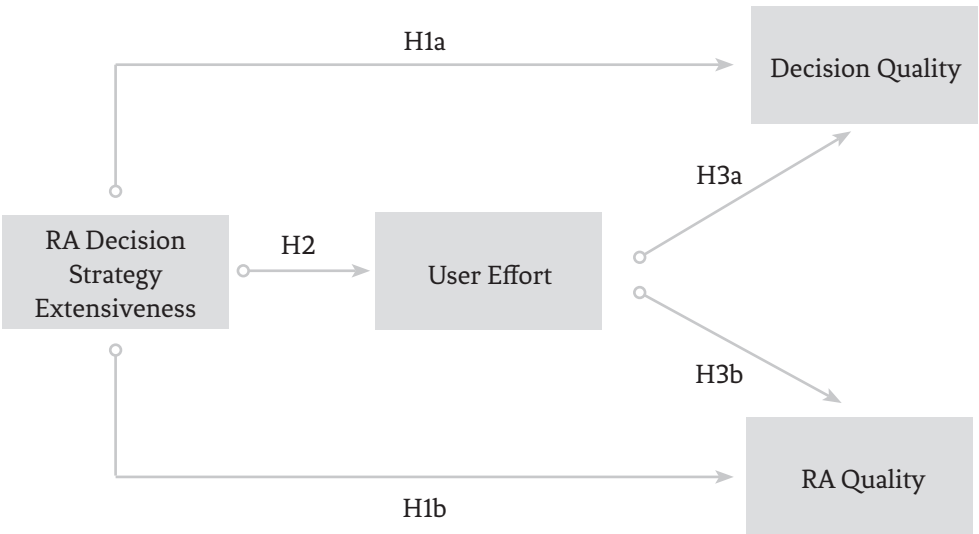 H1a
Decision Quality
H3a
RA Decision
Strategy
Extensiveness
H2
User Effort
H3b
RA Quality
H1b